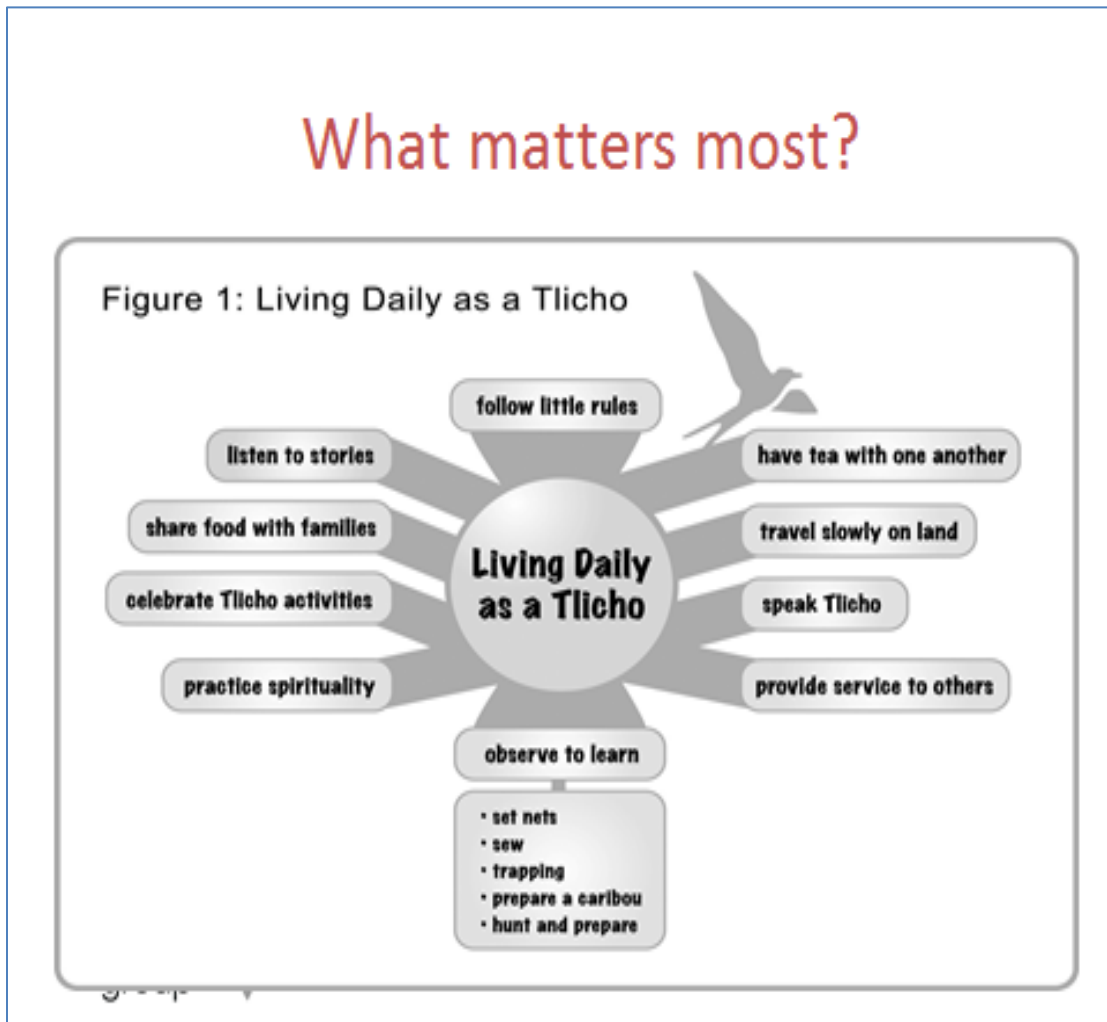 What matters most?
Figure 1: Living Daily as a Tlicho
follow little rules
listen to stories
have tea with one another
share food with families
travel slowly on land
Living Daily
as a Tlicho
celebrate Tlicho activities
speak Tlicho
practice spirituality
provide service to others
observe to learn
• set nets
• sew
• trapping
• prepare a caribou
• hunt and prepare
group